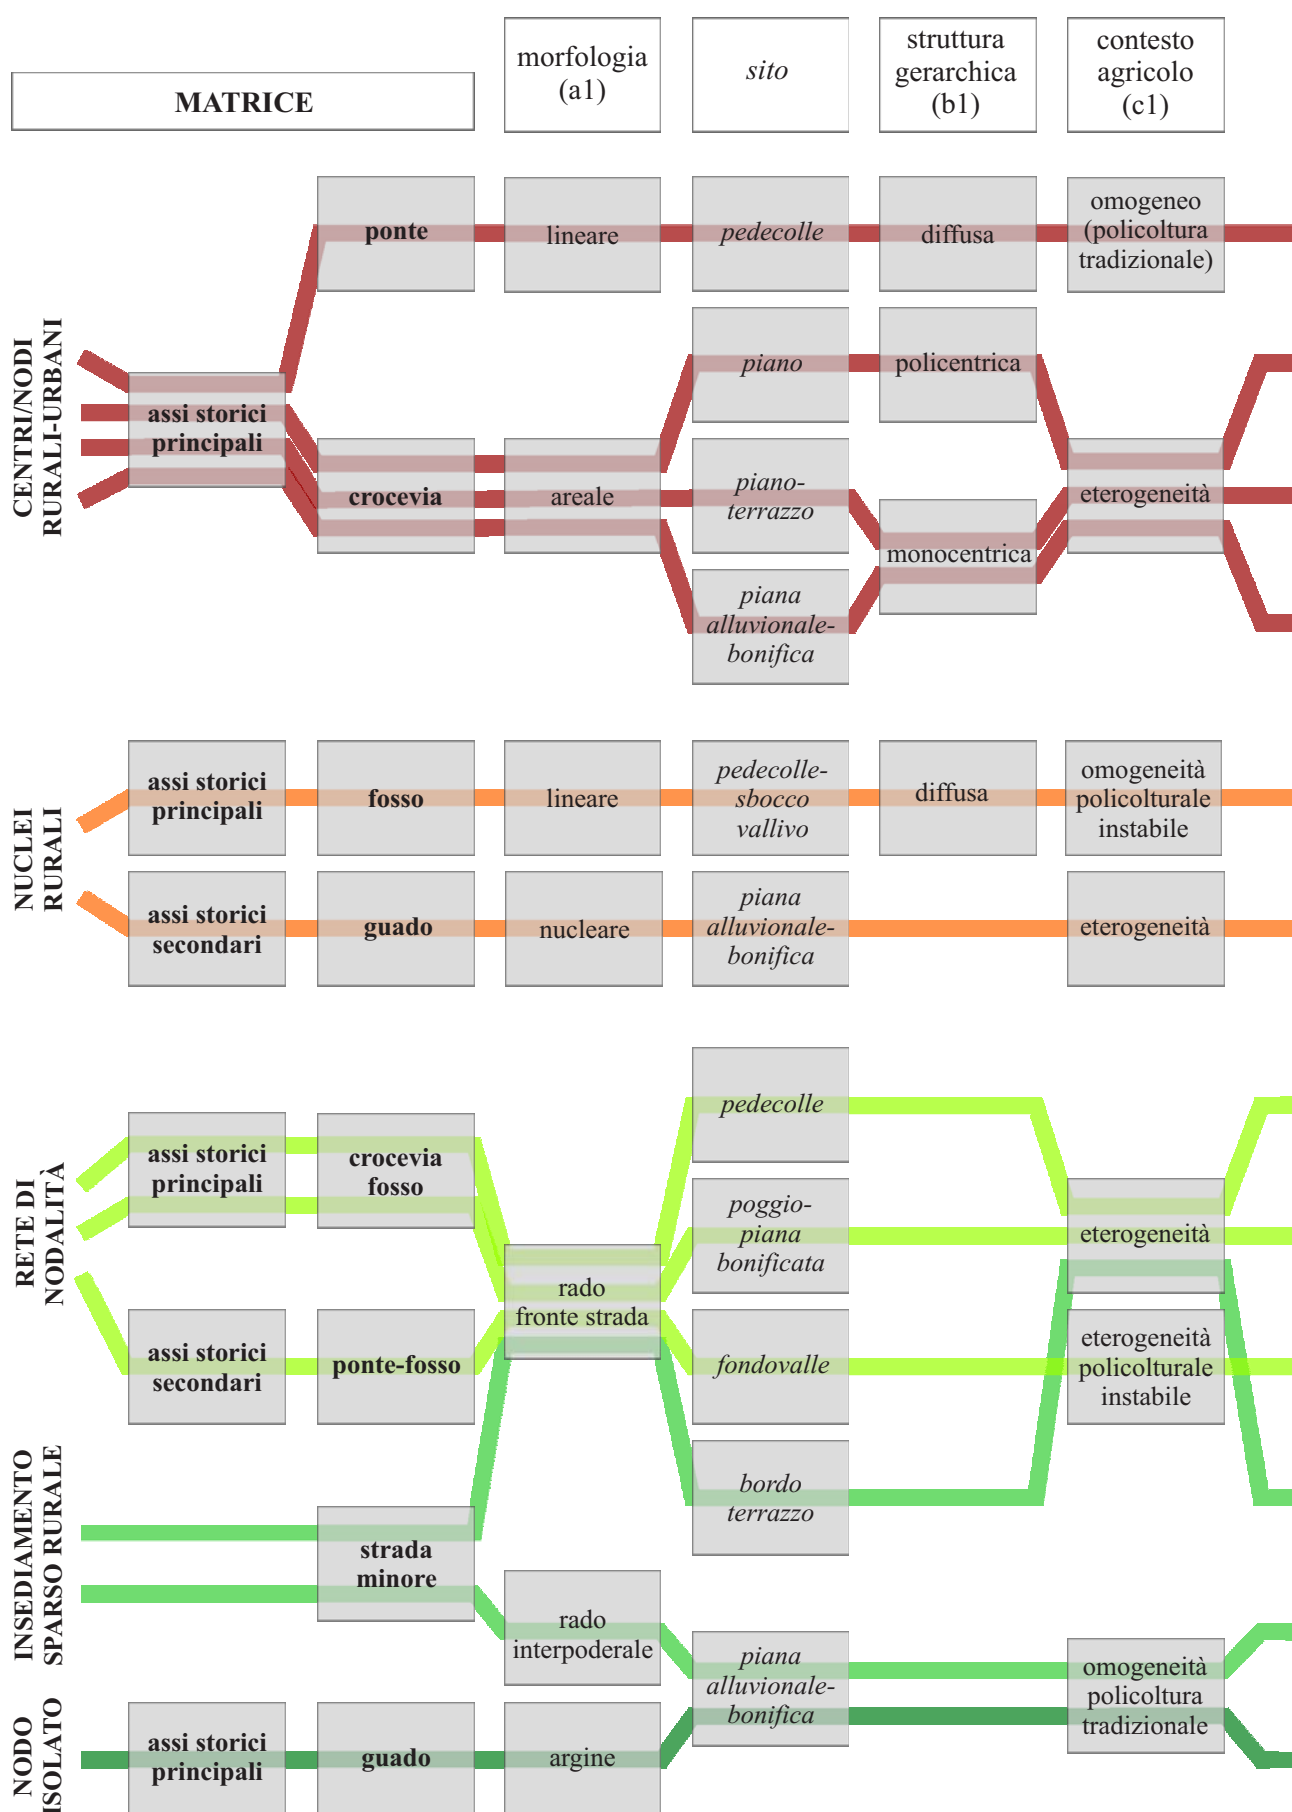 MATRICE
morfologia
(a1)
sito
struttura
gerarchica
(b1)
contesto
agricolo
(c1)
CENTRI/NODI
RURALI-URBANI
assi storici
principali
ponte
lineare
pedecolle
diffusa
omogeneo
(policoltura
tradizionale)
crocevia
areale
piano
policentrica
piano-
terrazzo
piana
alluvionale-
bonifica
monocentrica
eterogeneità
NUCLEI
RURALI
assi storici
principali
fosso
lineare
pedecolle-
sbocco
vallivo
diffusa
omogeneità
policolturale
instabile
assi storici
secondari
guado
nucleare
piana
alluvionale-
bonifica
eterogeneità
RETE DI
NODALITÀ
assi storici
principali
crocevia
fosso
assi storici
secondari
ponte-fosso
rado
fronte strada
pedecolle
poggio-
piana
bonificata
fondovalle
eterogeneità
eterogeneità
policolturale
instabile
INSEDIAMENTO
SPARSO RURALE
strada
minore
bordo
terrazzo
rado
interpoderale
piana
alluvionale-
bonifica
omogeneità
policoltura
tradizionale
NODO
ISOLATO
assi storici
principali
guado
argine